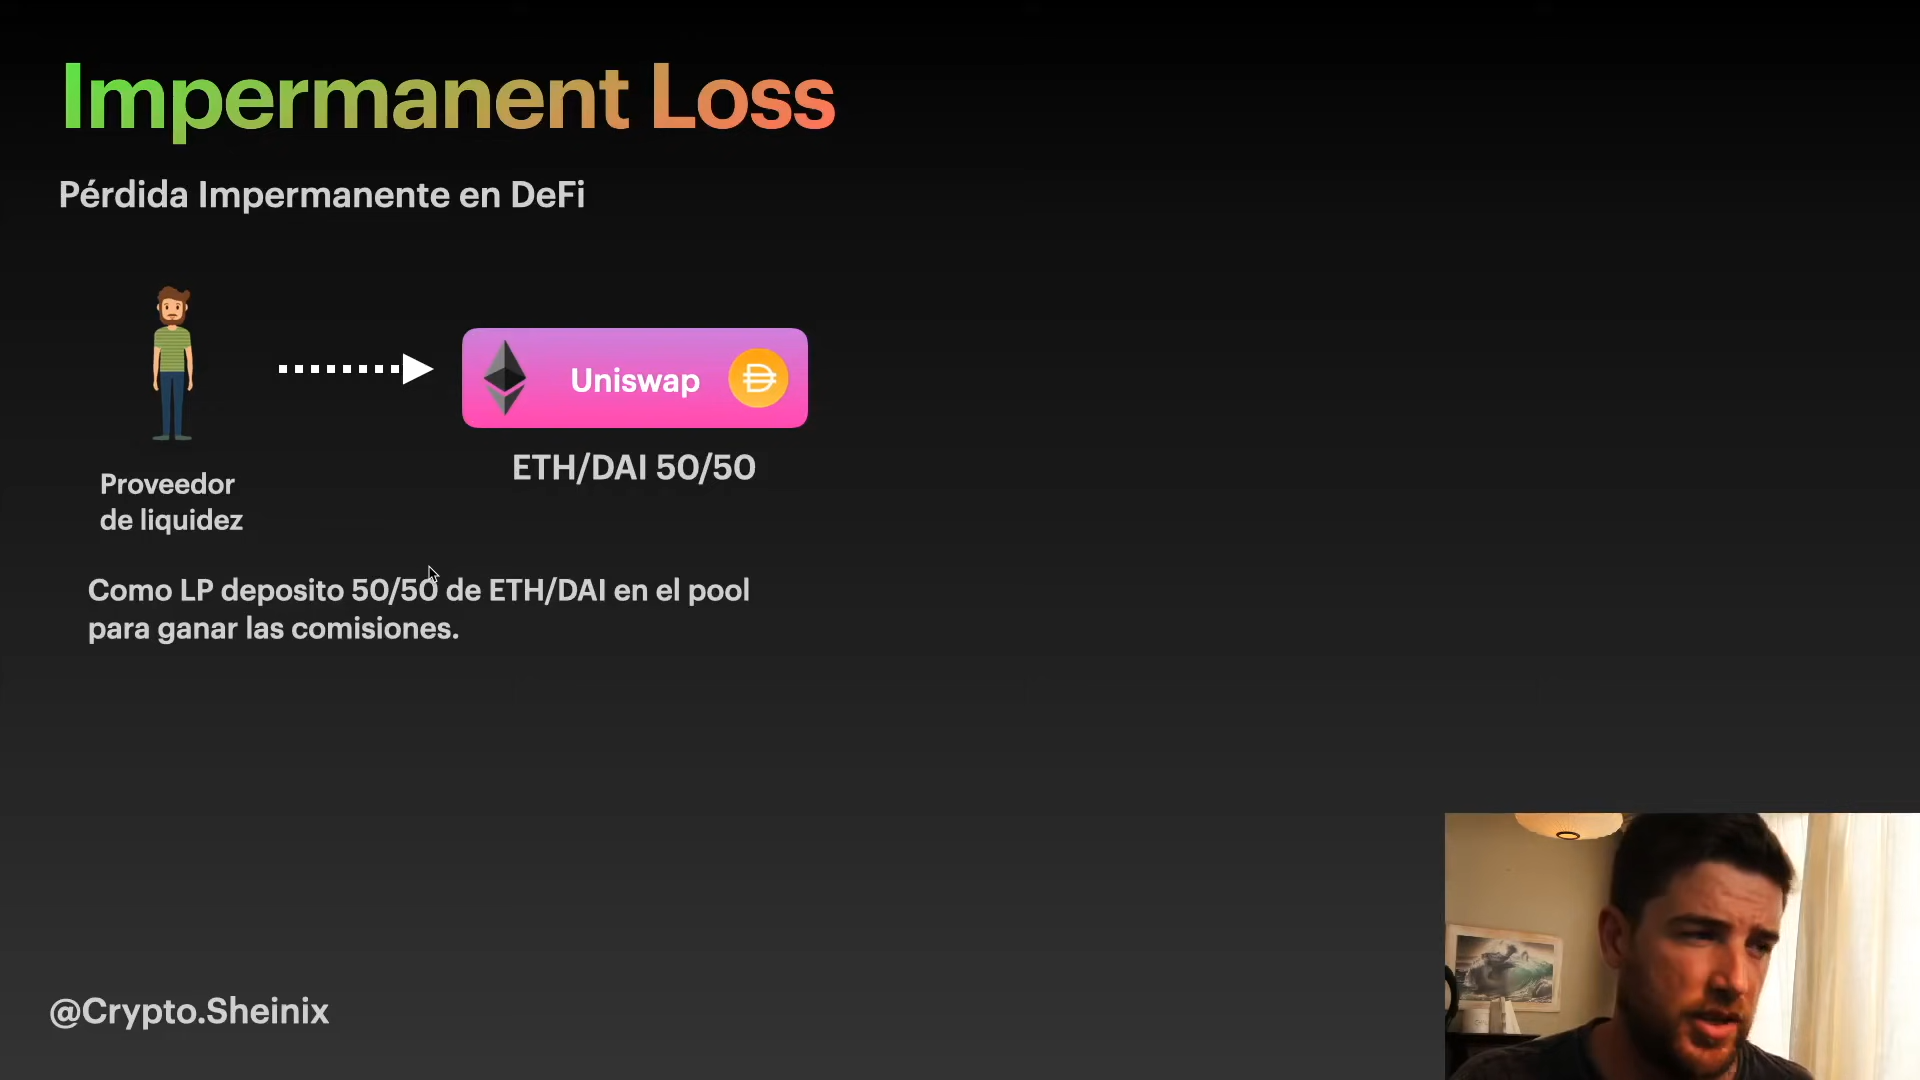 Impermanent Loss
Pérdida Impermanente en DeFi
Uniswap
ETH/DAI 50/50
Proveedor
de liquidez
Como LP deposito 50/50 de ETH/DAI en el pool
para ganar las comisiones.
@Crypto.Sheinix